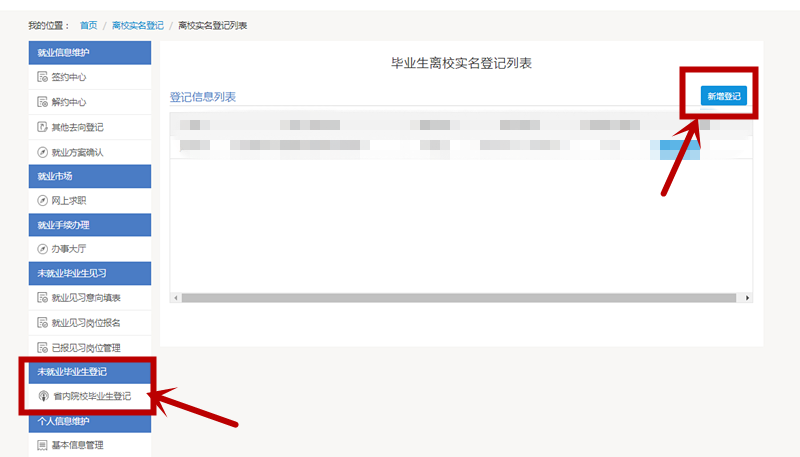 我的位置： 首页 / 离校实名登记 / 离校实名登记列表
就业信息维护
签约中心
解约中心
其他去向登记
就业方案确认
就业市场
网上求职
就业手续办理
办事大厅
未就业毕业生见习
就业见习意向填表
就业见习岗位报名
已报见习岗位管理
未就业毕业生登记
省内院校毕业生登记
个人信息维护
基本信息管理
毕业生离校实名登记列表
登记信息列表
新增登记